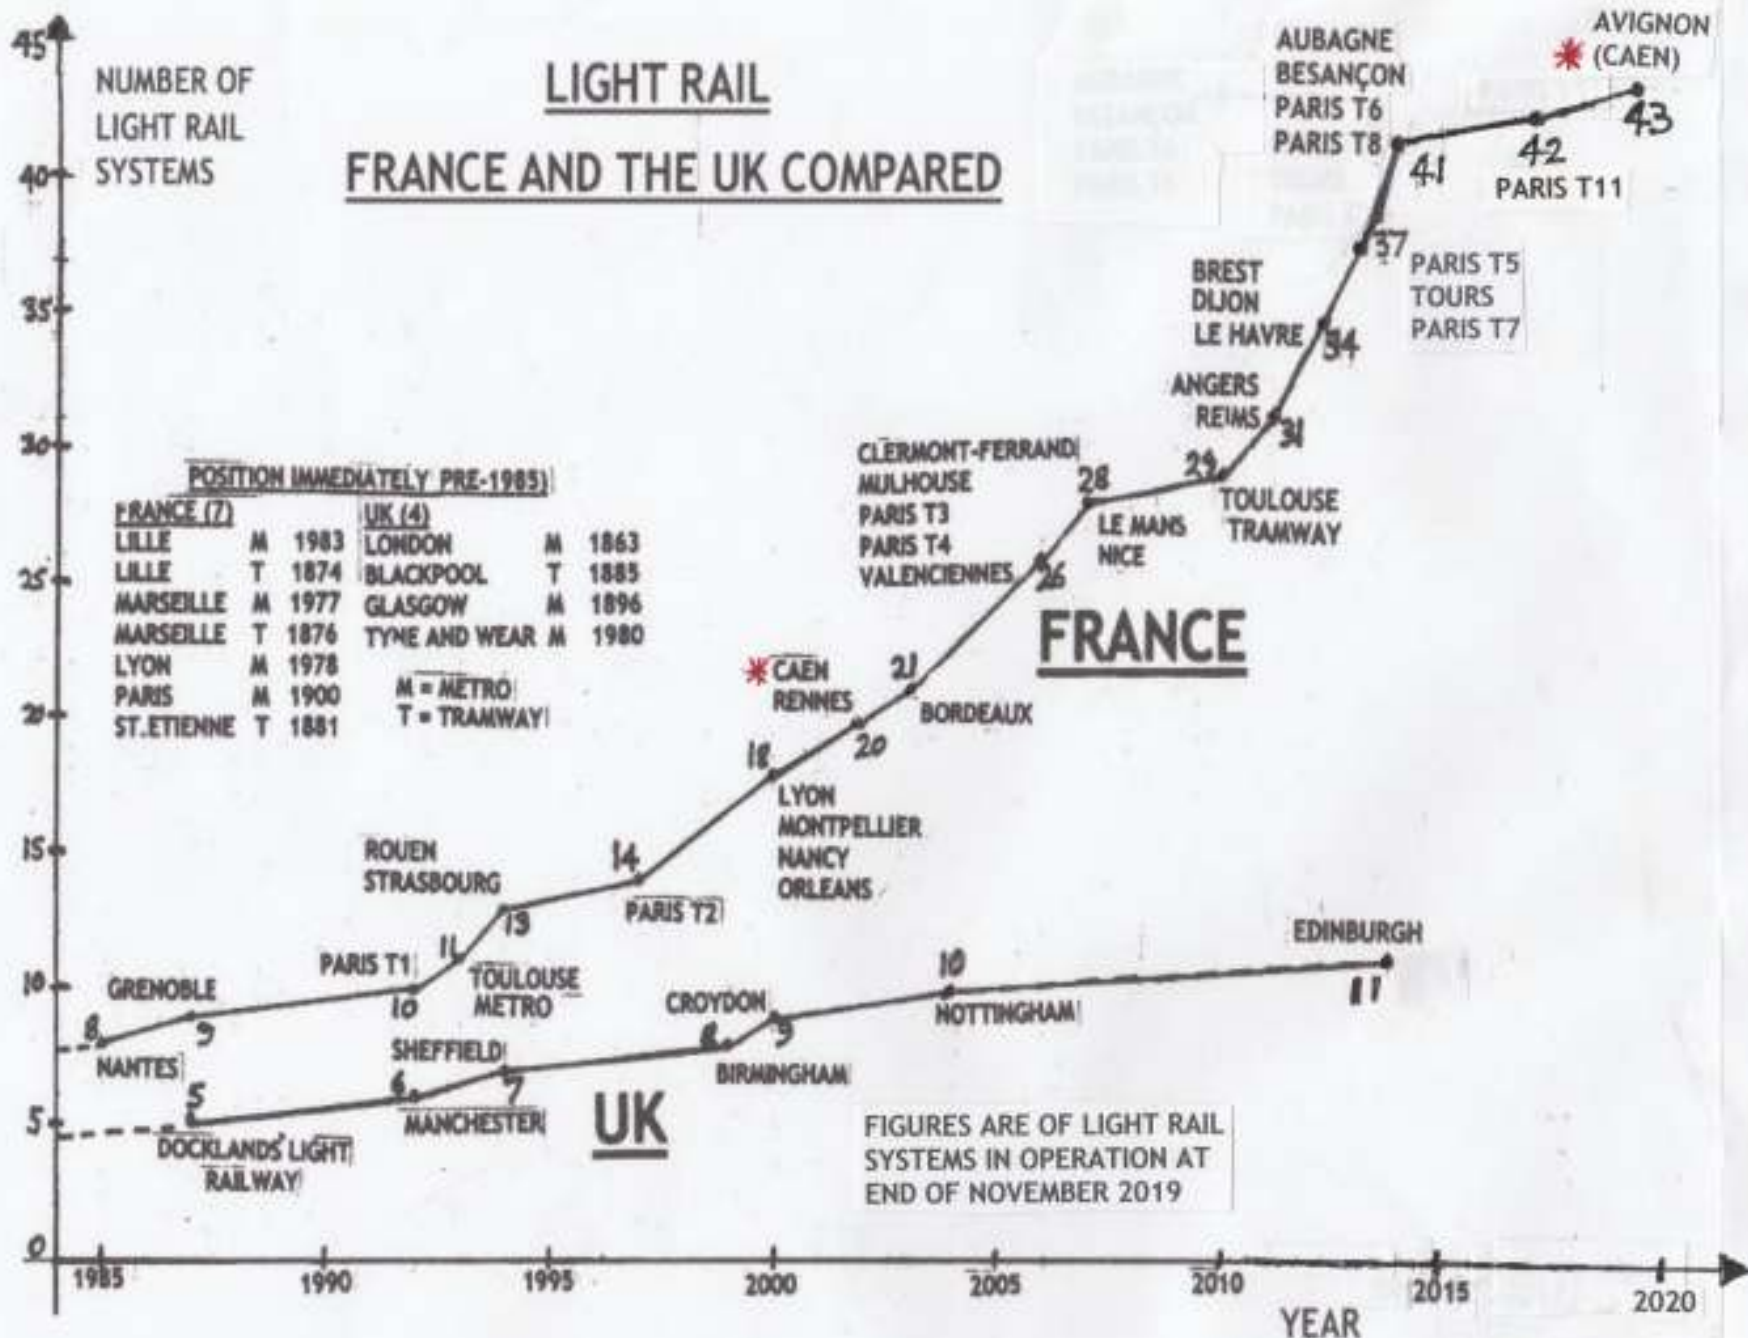 LIGHT RAIL
FRANCE AND THE UK COMPARED
NUMBER OF
LIGHT RAIL
SYSTEMS
45
40
35
30
25
20
15
10
5
0
POSITION IMMEDIATELY PRE-1985)
FRANCE (7)
LILLE M 1983
LILLE T 1874
MARSEILLE M 1977
MARSEILLE T 1876
LYON M 1978
PARIS M 1900
ST.ETIENNE T 1881
UK (4)
LONDON M 1863
BLACKPOOL T 1885
GLASGOW M 1896
TYNE AND WEAR M 1980
M = METRO
T = TRAMWAY
8
NANTES
GRENOBLE
9
PARIS T1
10
11
TOULOUSE
METRO
ROUEN
STRASBOURG
13
14
PARIS T2
18
LYON
MONTPELLIER
NANCY
ORLEANS
* CAEN
RENNES
20
21
BORDEAUX
CLERMONT-FERRAND
MULHOUSE
PARIS T3
PARIS T4
VALENCIENNES
26
28
LE MANS
NICE
29
TOULOUSE
TRAMWAY
ANGERS
REIMS
31
BREST
DIJON
LE HAVRE
34
37
PARIS T5
TOURS
PARIS T7
AUBAGNE
BESANÇON
PARIS T6
PARIS T8
41
42
PARIS T11
AVIGNON
* (CAEN)
43
FRANCE
5
DOCKLANDS LIGHT
RAILWAY
6
MANCHESTER
SHEFFIELD
7
8
BIRMINGHAM
CROYDON
9
10
NOTTINGHAM
EDINBURGH
11
UK
FIGURES ARE OF LIGHT RAIL
SYSTEMS IN OPERATION AT
END OF NOVEMBER 2019
1985 1990 1995 2000 2005 2010 2015 2020
YEAR